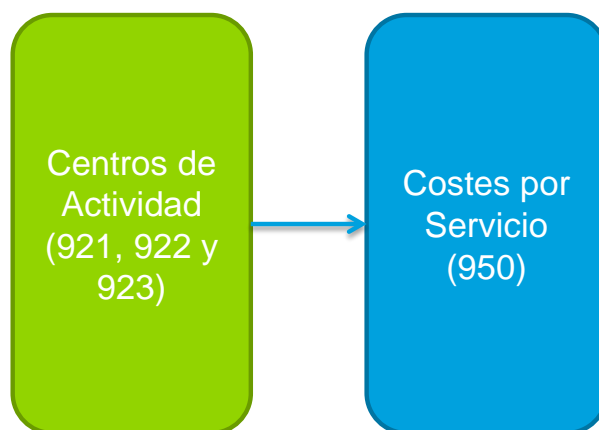 Centros de
Actividad
(921, 922 y
923)
Costes por
Servicio
(950)